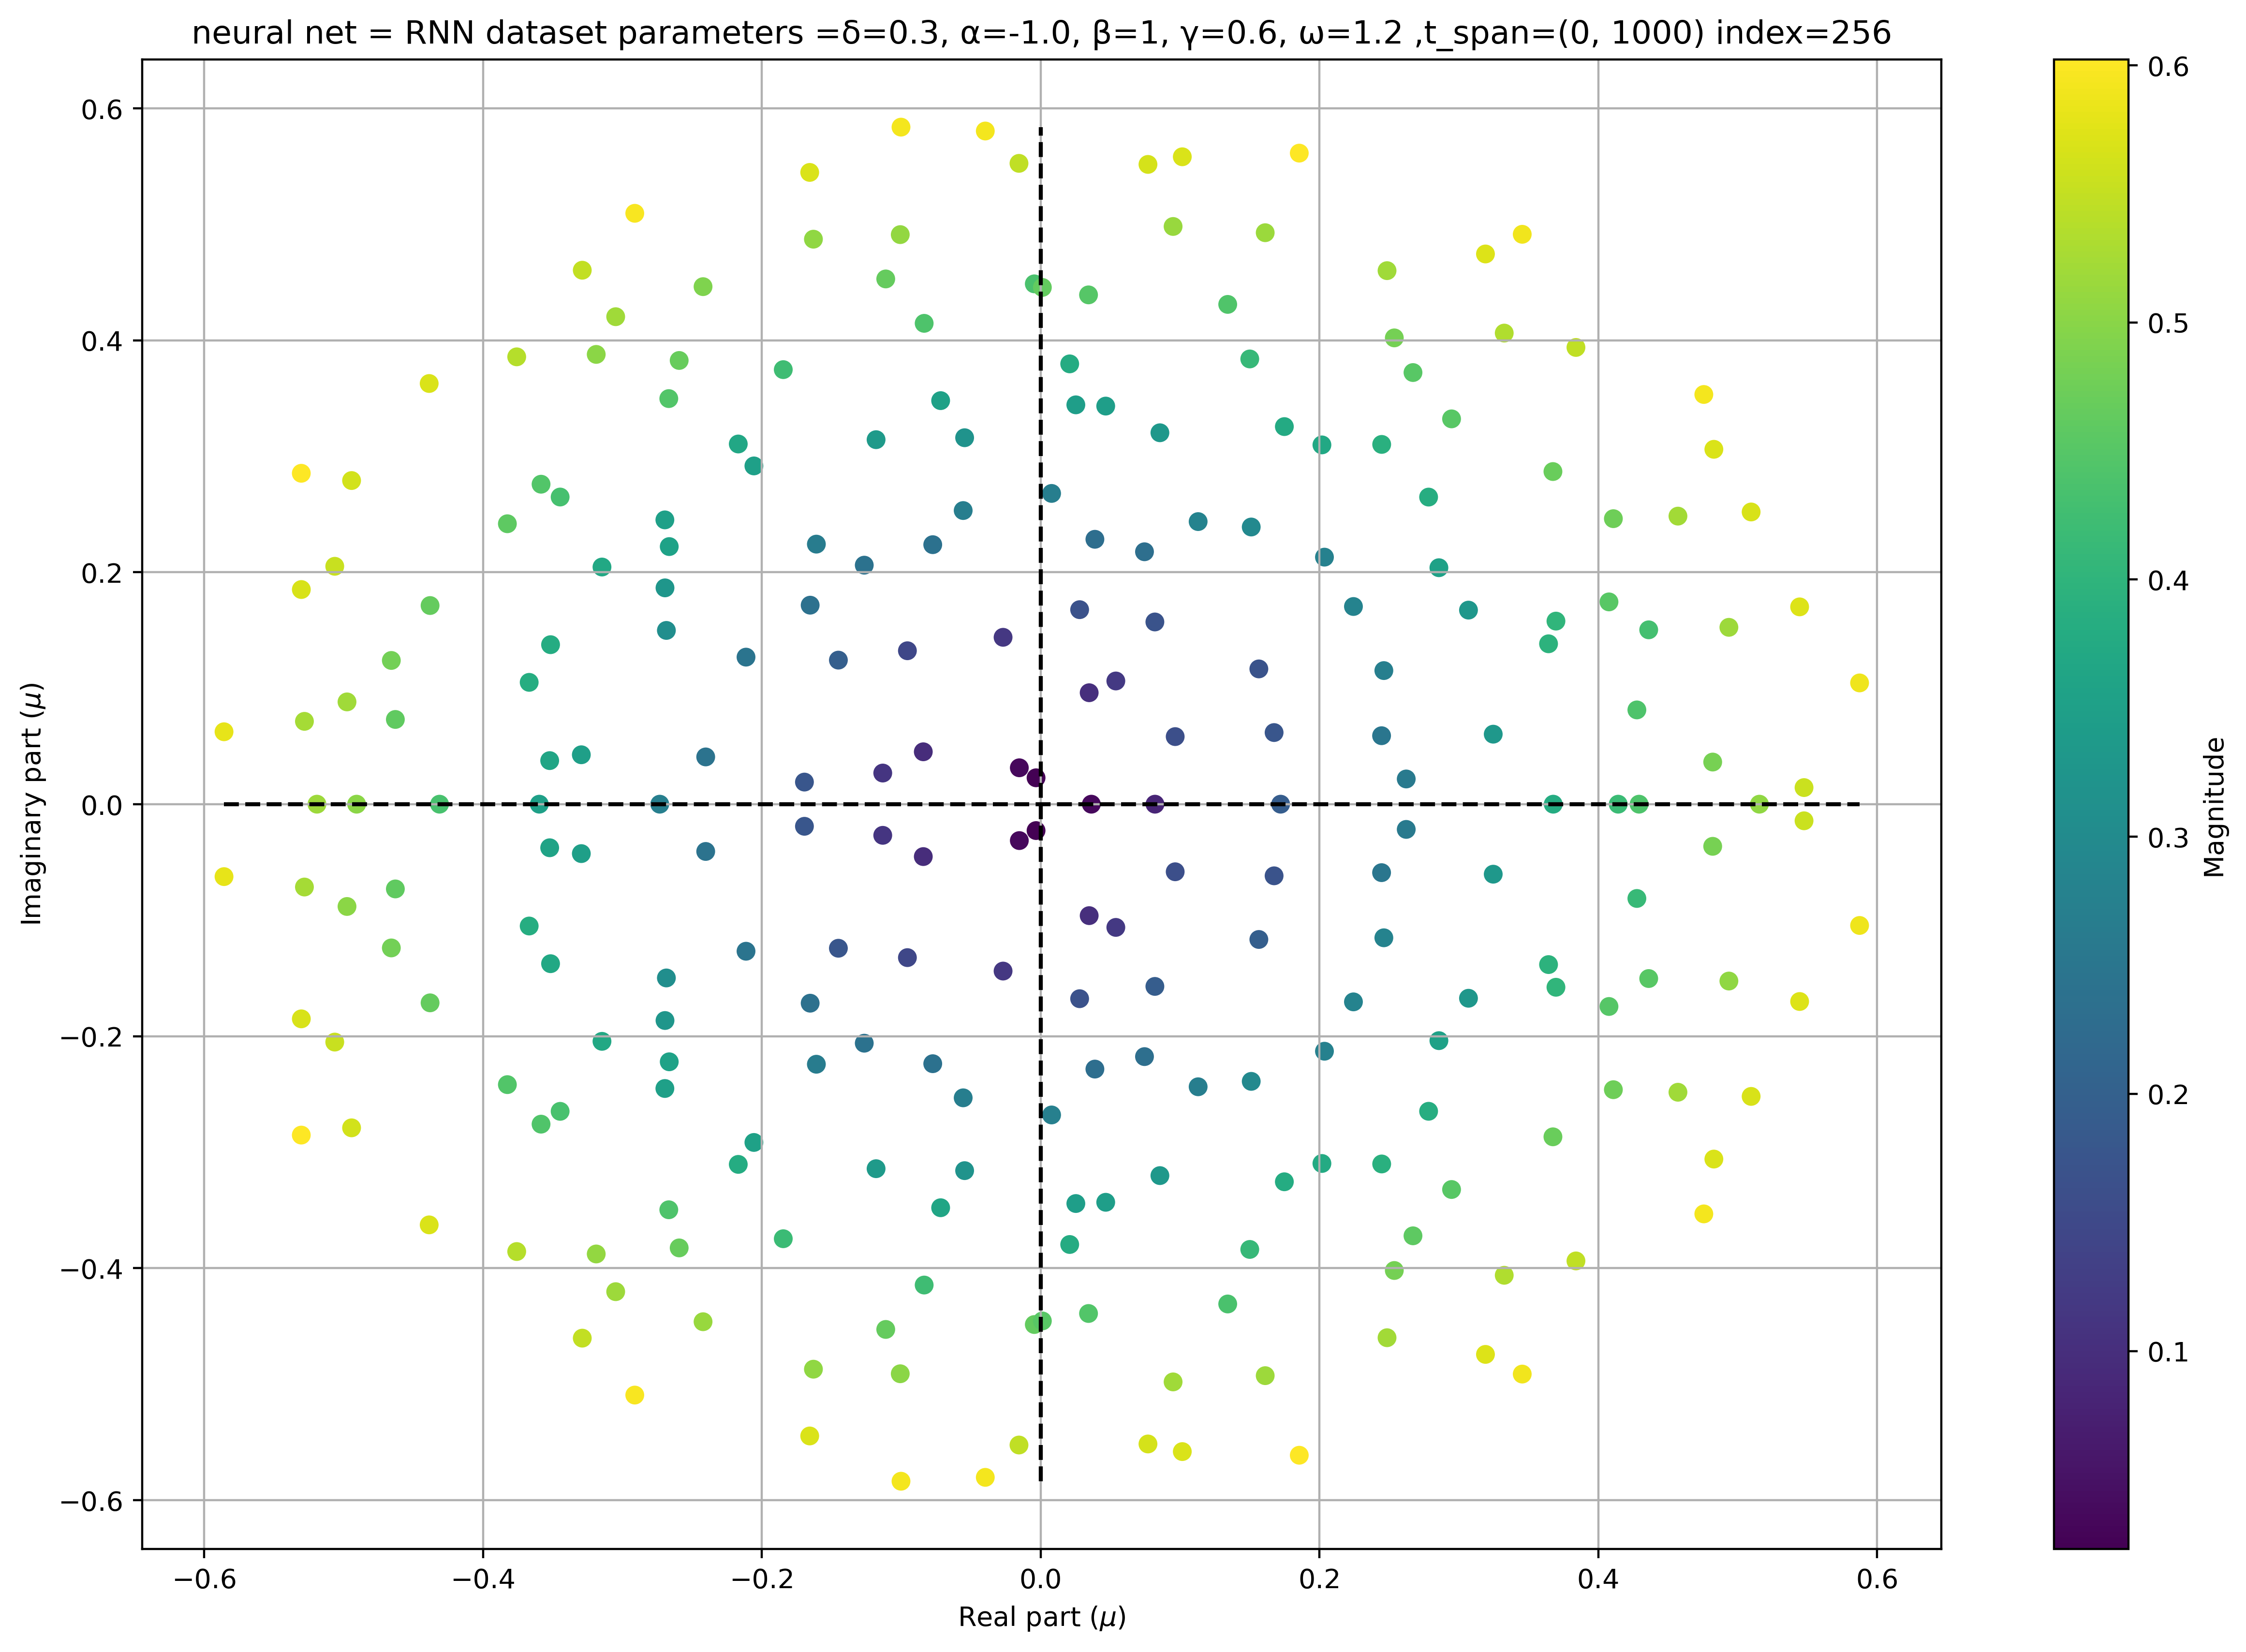 neural net = RNN dataset parameters =δ=0.3, α=-1.0, β=1, γ=0.6, ω=1.2 ,t_span=(0, 1000) index=256
0.6
0.4
0.2
0.0
−0.2
−0.4
−0.6
Imaginary part (μ)
−0.6 −0.4 −0.2 0.0 0.2 0.4 0.6
Real part (μ)
0.6
0.5
0.4
0.3
0.2
0.1
Magnitude